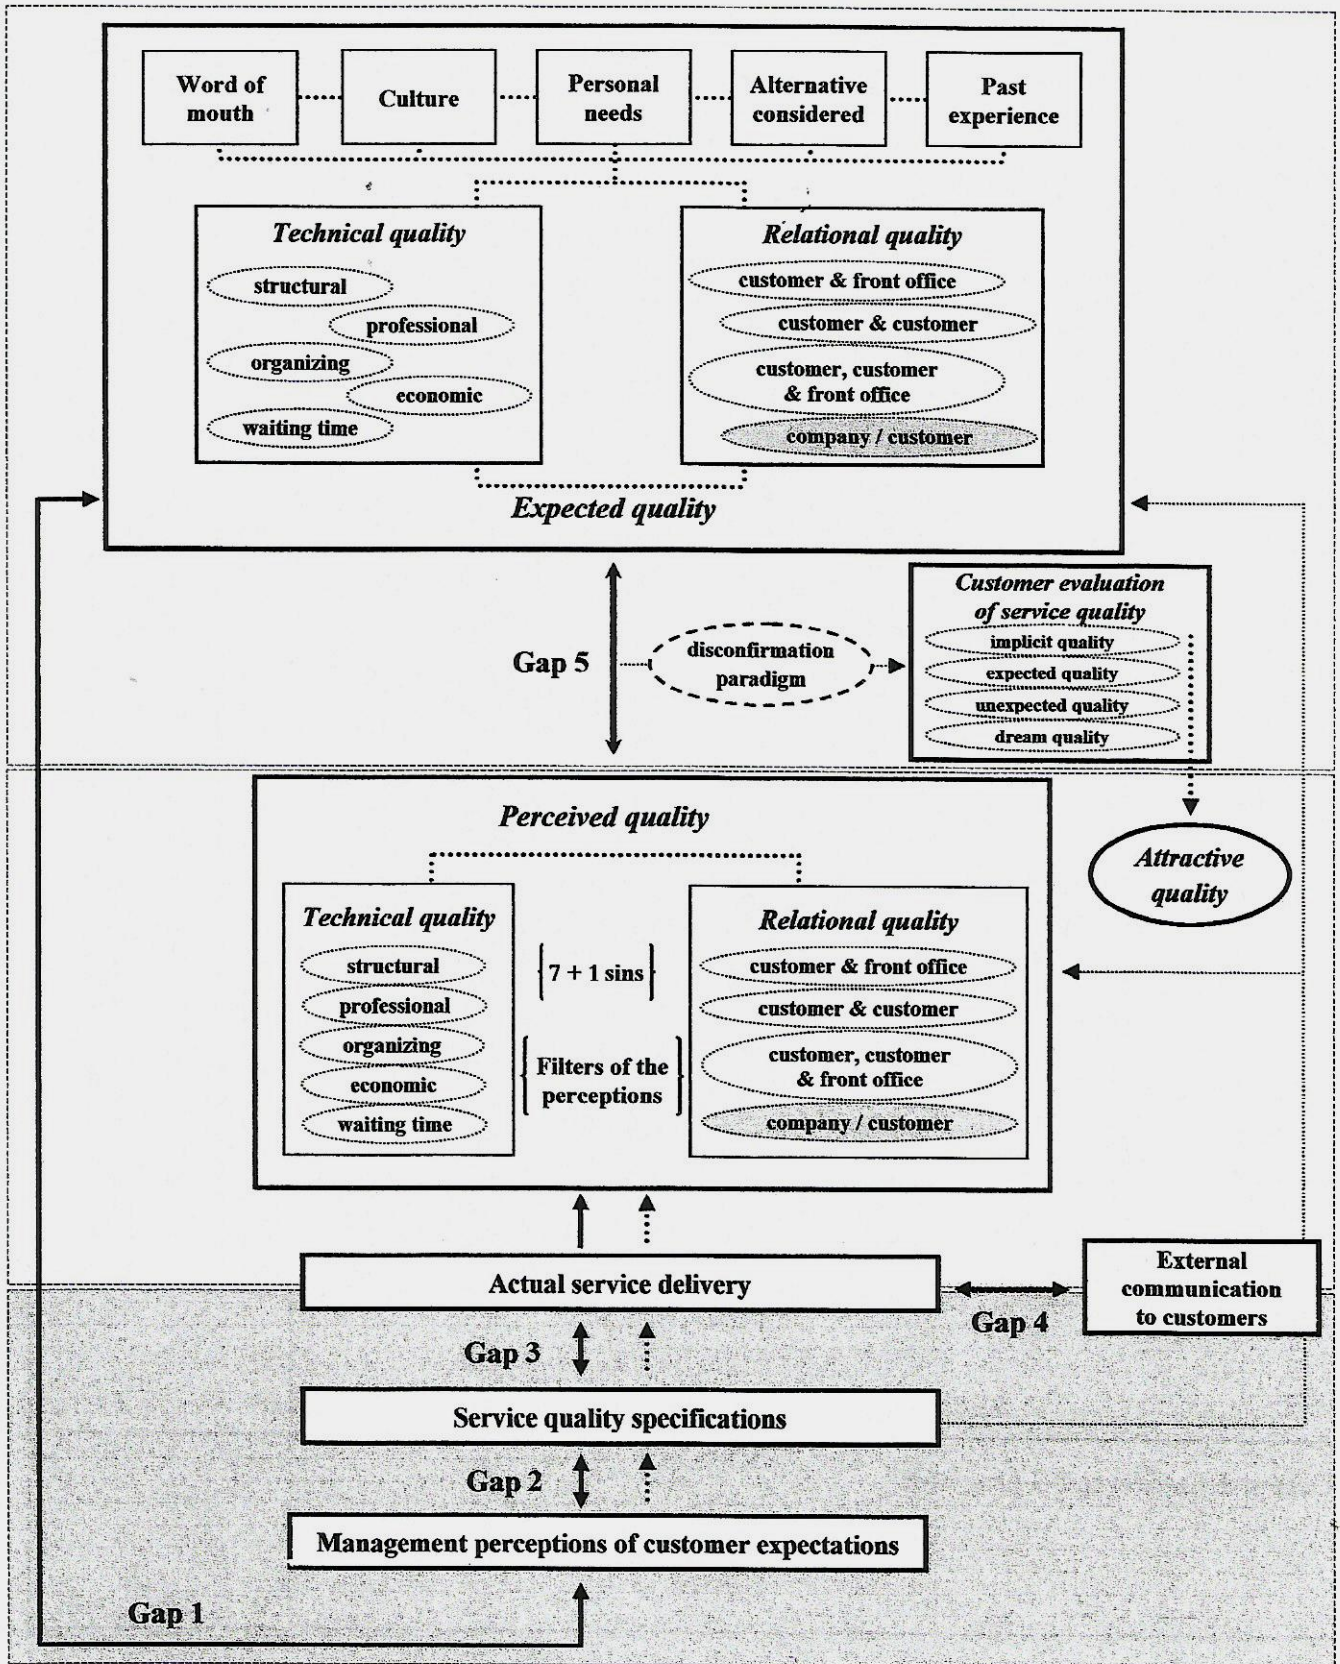 Word of
mouth
Culture
Personal
needs
Alternative
considered
Past
experience
Technical quality
structural
professional
organizing
economic
waiting time
Relational quality
customer & front office
customer & customer
customer, customer
& front office
company / customer
Expected quality
Gap 5
disconfirmation
paradigm
Customer evaluation
of service quality
implicit quality
expected quality
unexpected quality
dream quality
Attractive
quality
Perceived quality
Technical quality
structural
professional
organizing
economic
waiting time
{7 + 1 sins}
{Filters of the
perceptions}
Relational quality
customer & front office
customer & customer
customer, customer
& front office
company / customer
Actual service delivery
Gap 4
External
communication
to customers
Gap 3
Service quality specifications
Gap 2
Management perceptions of customer expectations
Gap 1